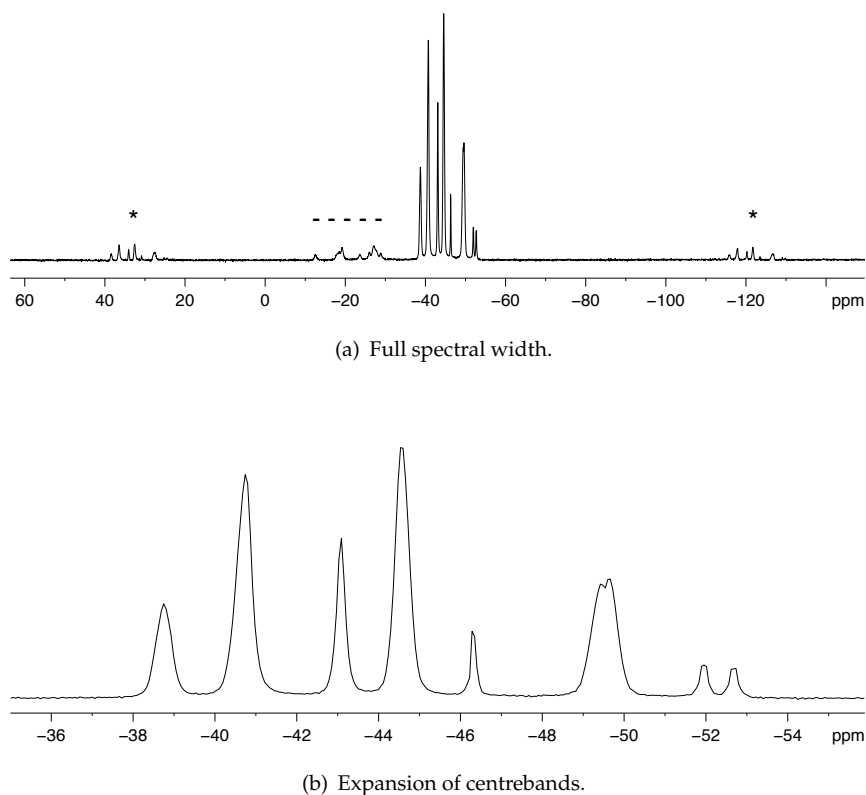 * - - - - - *
60 40 20 0 −20 −40 −60 −80 −100 −120 ppm
(a) Full spectral width.
−36 −38 −40 −42 −44 −46 −48 −50 −52 −54 ppm
(b) Expansion of centrebands.